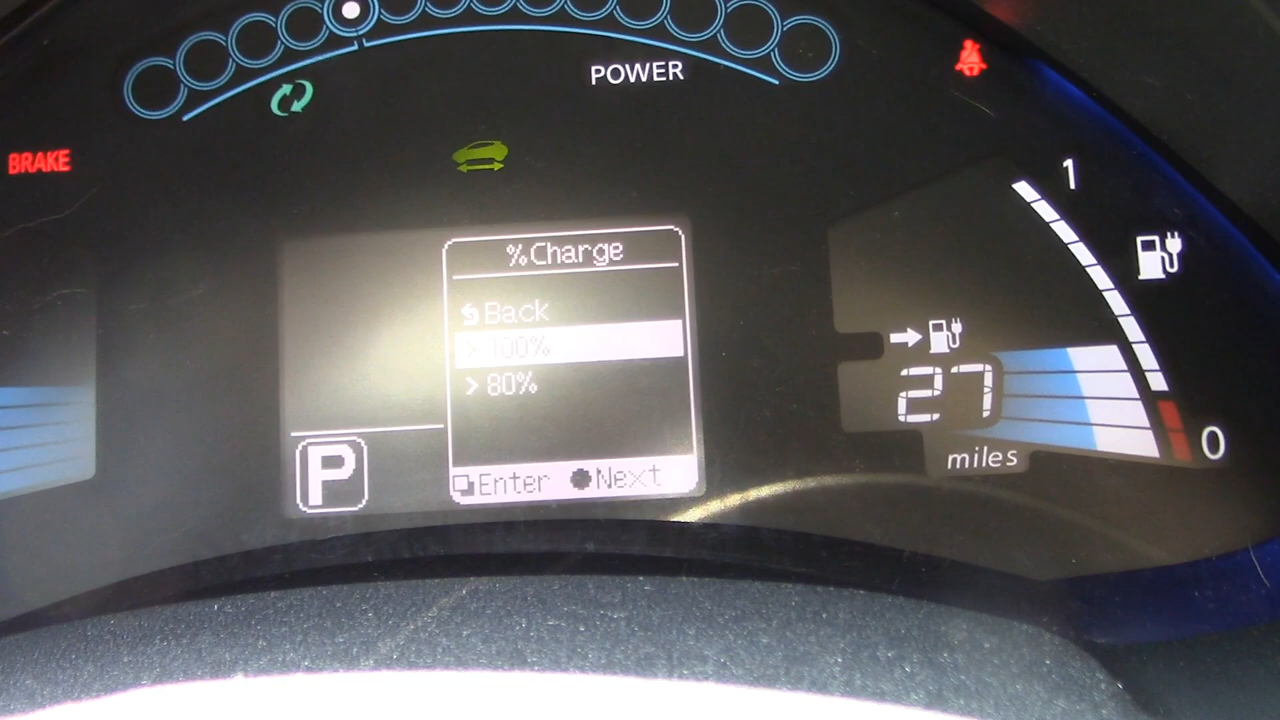 POWER
BRAKE
1
%Charge
Back
> 100%
> 80%
27
miles
0
P
Enter Next